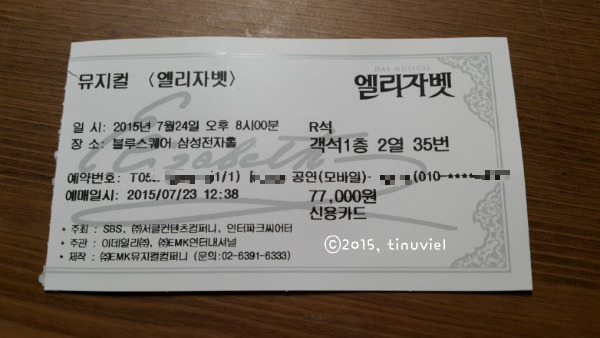 DAS MUSICAL
엘리자벳
뮤지컬 〈엘리자벳〉
Elizabeth
일 시: 2015년 7월24일 오후 8시00분
R석
장 소: 블루스퀘어 삼성전자홀
객석1층 2열 35번
예약번호: T05 1/1) 공연(모바일)- (010-****-
예매일시: 2015/07/23 12:38
77,000원
신용카드
* 주최 : SBS, ㈜서클컨텐츠컴퍼니, 인터파크씨어터
* 주관 : 이데일리㈜, ㈜EMK인터내셔널
* 제작 : ㈜EMK뮤지컬컴퍼니 (문의:02-6391-6333)
©2015, tinuviel